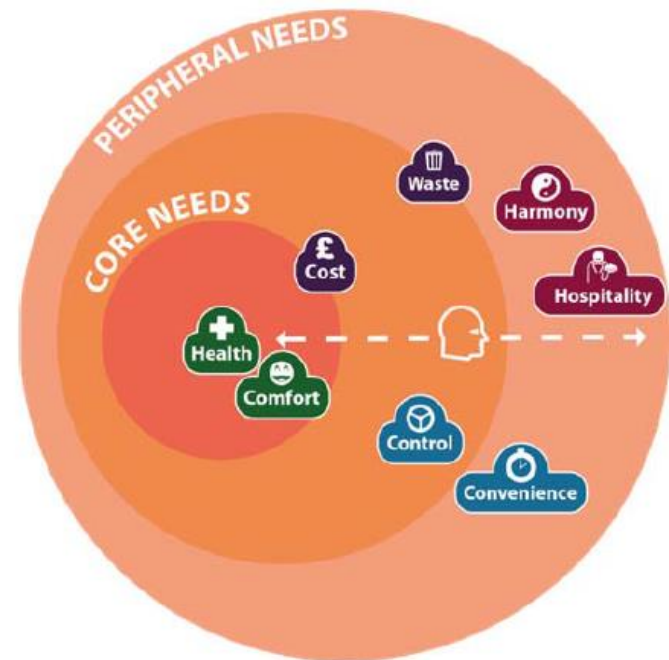 PERIPHERAL NEEDS
CORE NEEDS
Waste
Harmony
£
Cost
Hospitality
Health
Comfort
Control
Convenience